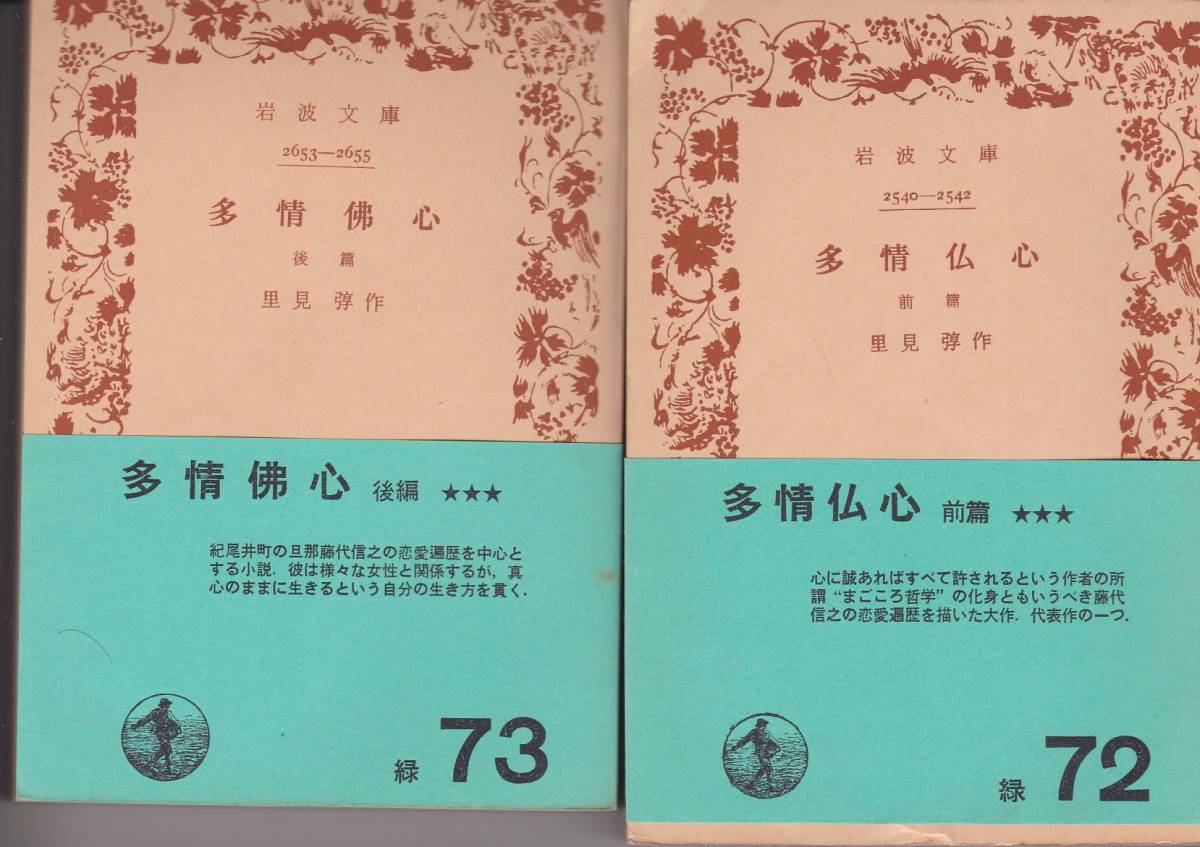 岩波文庫
2653—2655
多情佛心
後篇
里見弴作
多情佛心 後編 ★★★
紀尾井町の旦那藤代信之の恋愛遍歴を中心と
する小説．彼は様々な女性と関係するが，真
心のままに生きるという自分の生き方を貫く．
緑 73
岩波文庫
2540—2542
多情仏心
前篇
里見弴作
多情仏心 前篇 ★★★
心に誠あればすべて許されるという作者の所
謂“まごころ哲学”の化身ともいうべき藤代
信之の恋愛遍歴を描いた大作．代表作の一つ．
緑 72